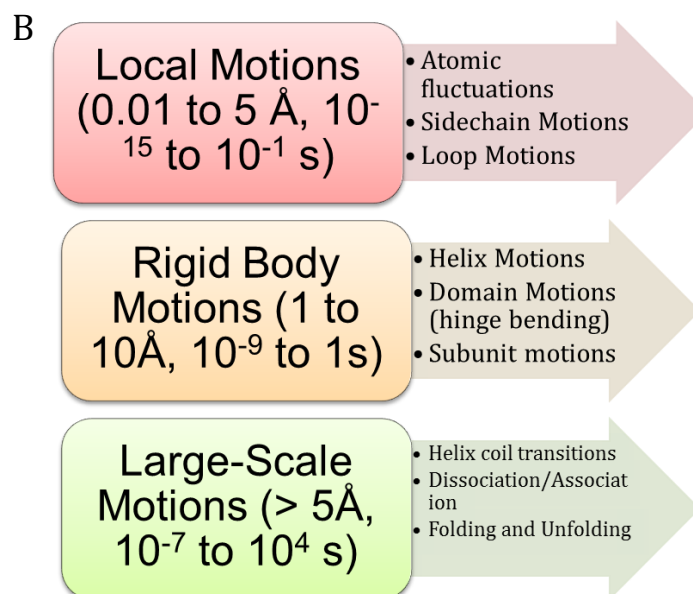 B
Local Motions
(0.01 to 5 Å, 10-
15 to 10-1 s)
• Atomic
fluctuations
• Sidechain Motions
• Loop Motions
Rigid Body
Motions (1 to
10Å, 10-9 to 1s)
• Helix Motions
• Domain Motions
(hinge bending)
• Subunit motions
Large-Scale
Motions (> 5Å,
10-7 to 104 s)
• Helix coil transitions
• Dissociation/Associat
ion
• Folding and Unfolding